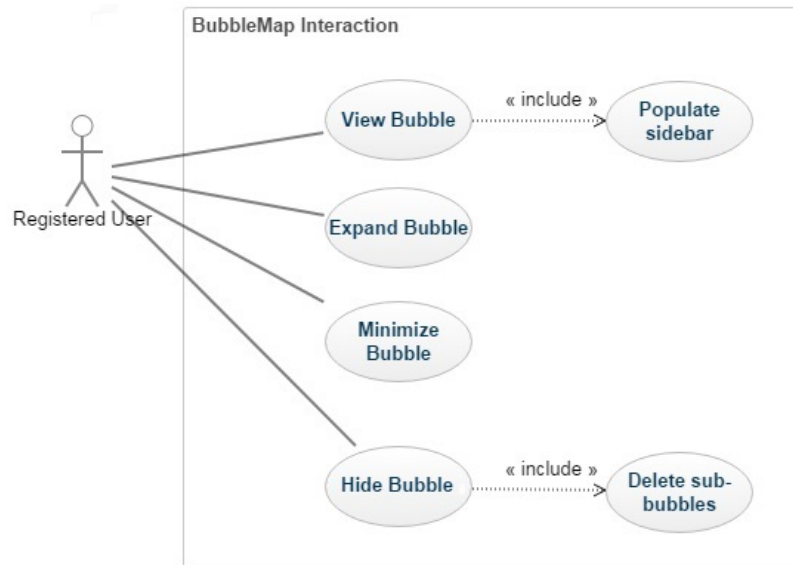 BubbleMap Interaction
View Bubble
« include »
Populate
sidebar
Registered User
Expand Bubble
Minimize
Bubble
Hide Bubble
« include »
Delete sub-
bubbles